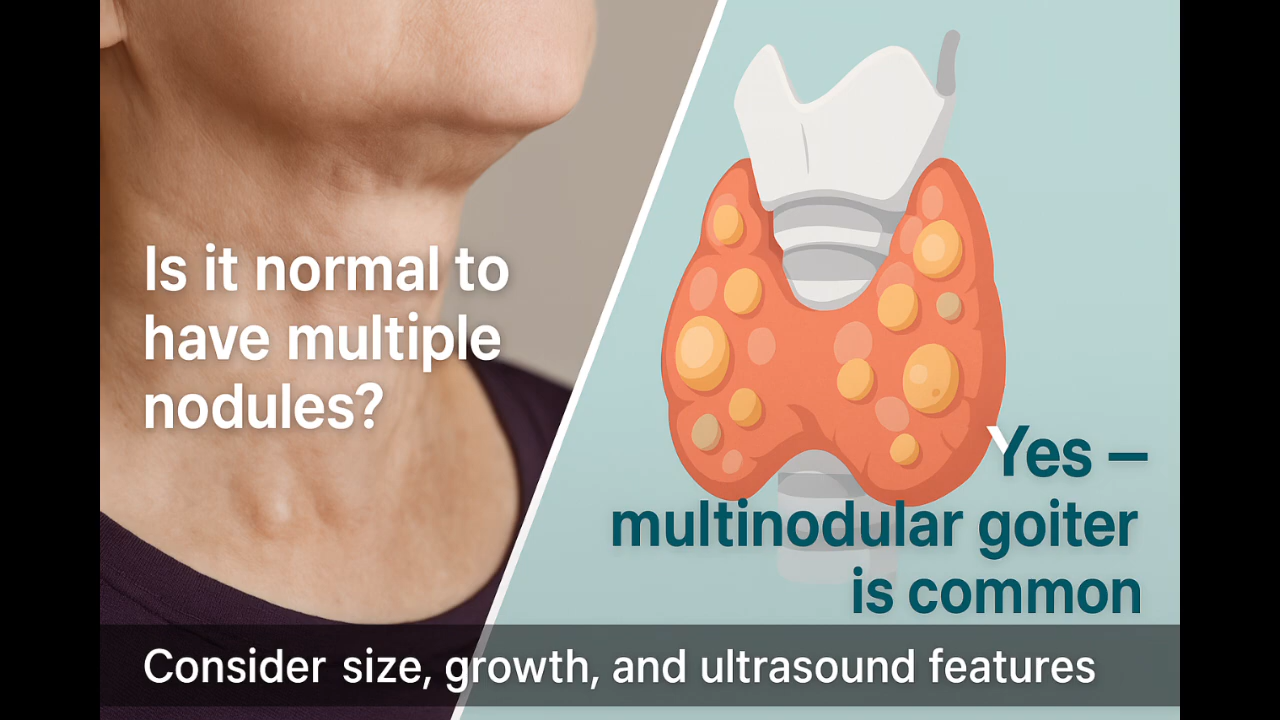 Is it normal to
have multiple
nodules?
Yes –
multinodular goiter
is common
Consider size, growth, and ultrasound features